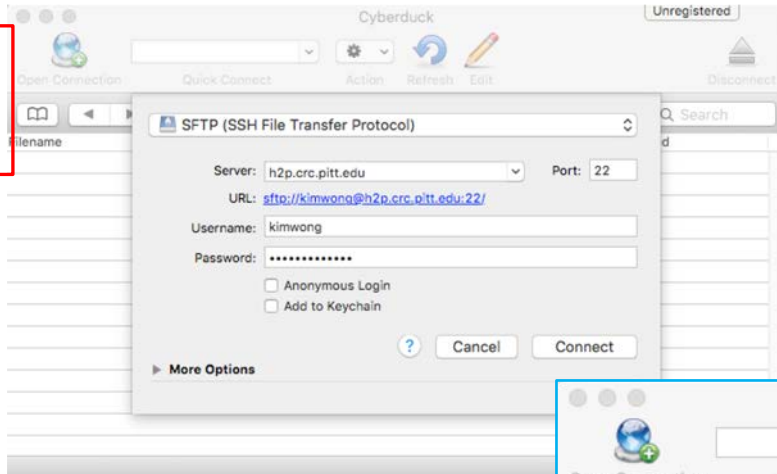 Cyberduck
Unregistered
Open Connection
Quick Connect
Action
Refresh
Edit
Disconnect
SFTP (SSH File Transfer Protocol)
Search
Filename
Server: h2p.crc.pitt.edu Port: 22
URL: sftp://kimwong@h2p.crc.pitt.edu:22/
Username: kimwong
Password: •••••••••••••
Anonymous Login
Add to Keychain
? Cancel Connect
More Options